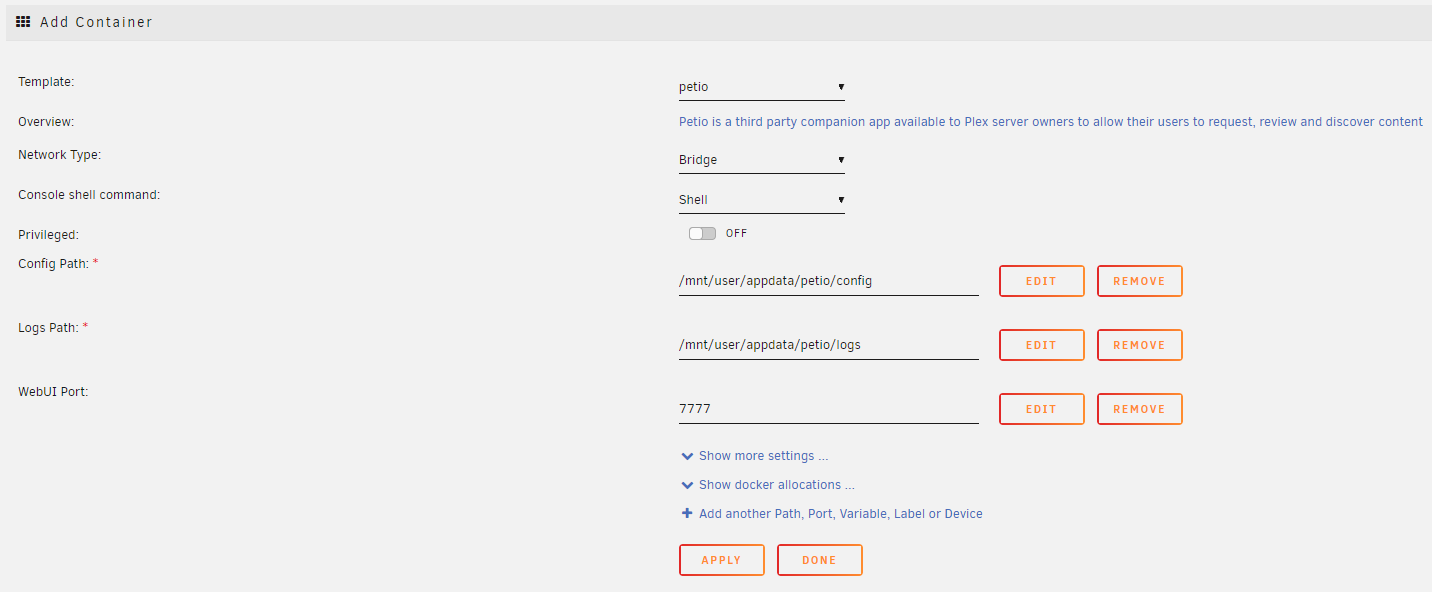 Add Container
Template:
petio
Overview:
Petio is a third party companion app available to Plex server owners to allow their users to request, review and discover content
Network Type:
Bridge
Console shell command:
Shell
Privileged:
OFF
Config Path: *
/mnt/user/appdata/petio/config
EDIT
REMOVE
Logs Path: *
/mnt/user/appdata/petio/logs
EDIT
REMOVE
WebUI Port:
7777
EDIT
REMOVE
Show more settings ...
Show docker allocations ...
Add another Path, Port, Variable, Label or Device
APPLY
DONE